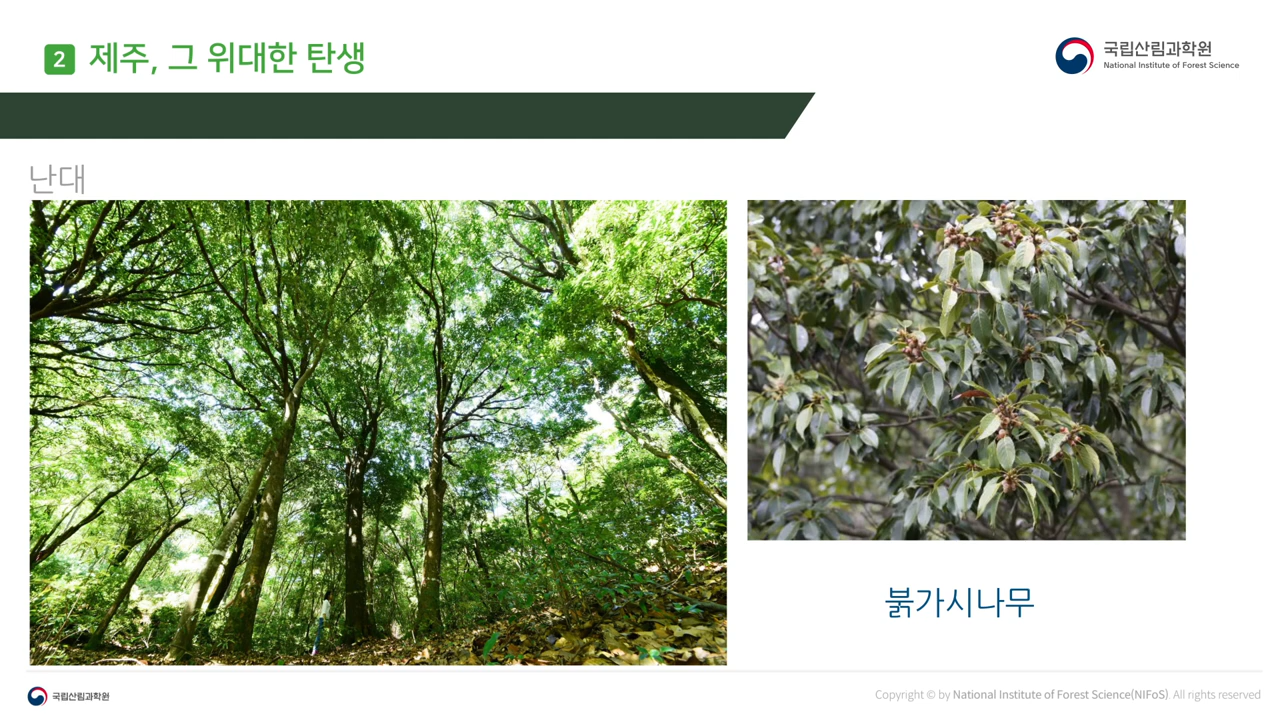 2 제주, 그 위대한 탄생
국립산림과학원
National Institute of Forest Science
난대
붉가시나무
국립산림과학원
Copyright © by National Institute of Forest Science(NIFoS). All rights reserved